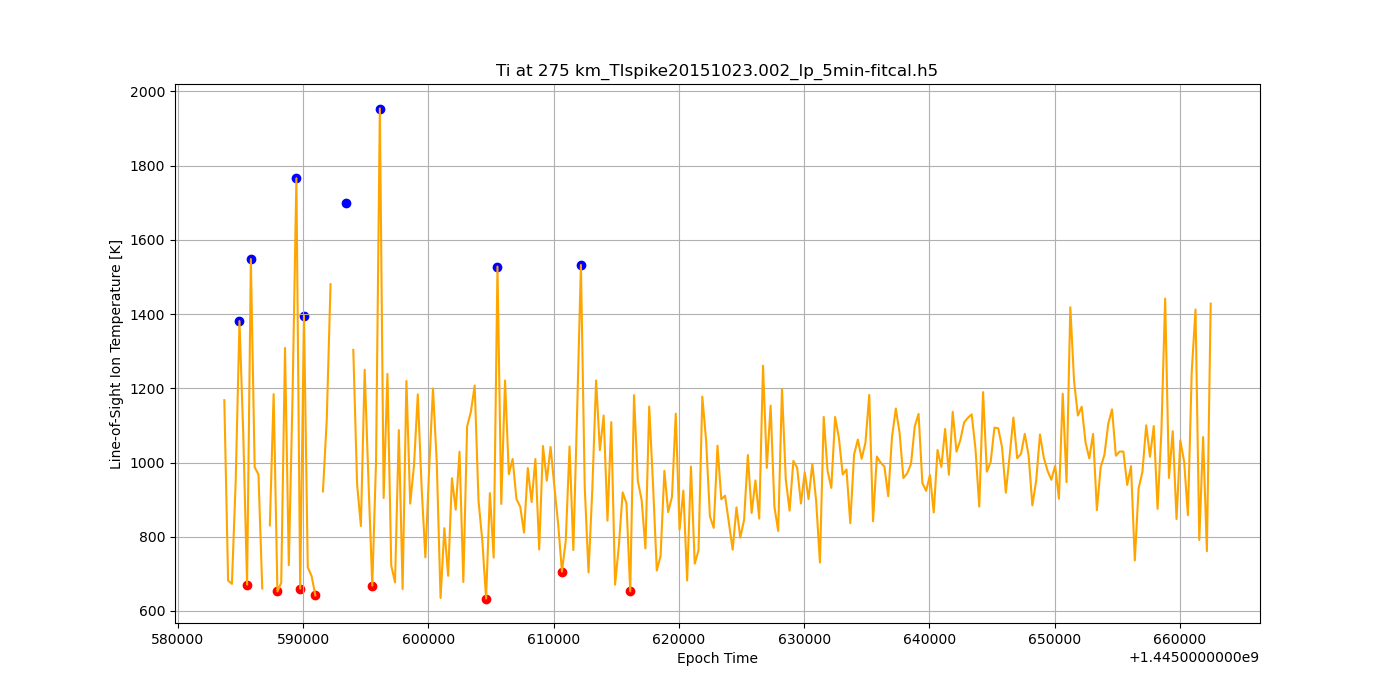 Ti at 275 km_TIspike20151023.002_lp_5min-fitcal.h5
Line-of-Sight Ion Temperature [K]
2000
1800
1600
1400
1200
1000
800
600
580000 590000 600000 610000 620000 630000 640000 650000 660000
Epoch Time
+1.4450000000e9